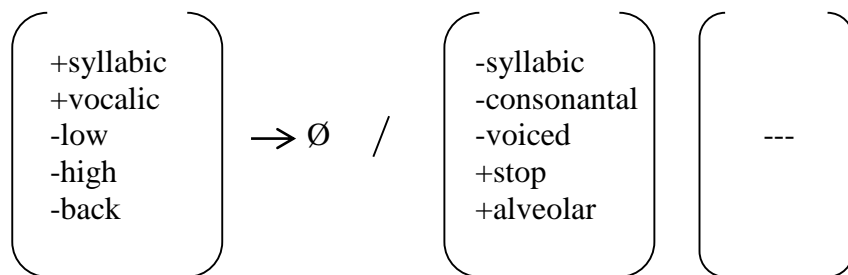 +syllabic
+vocalic
-low
-high
-back
→ Ø /
-syllabic
-consonantal
-voiced
+stop
+alveolar
---